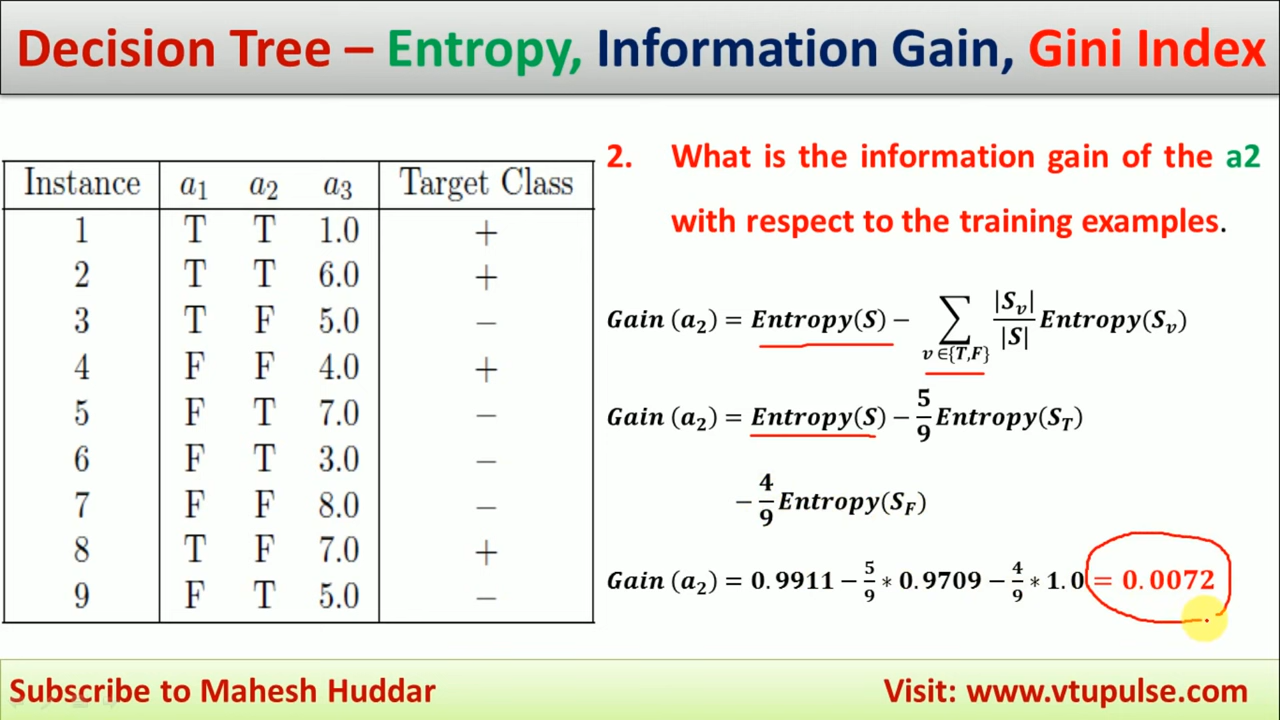 Decision Tree – Entropy, Information Gain, Gini Index
Instance a₁ a₂ a₃ Target Class
1 T T 1.0 +
2 T T 6.0 +
3 T F 5.0 −
4 F F 4.0 +
5 F T 7.0 −
6 F T 3.0 −
7 F F 8.0 −
8 T F 7.0 +
9 F T 5.0 −
2. What is the information gain of the a2
with respect to the training examples.
Gain (a₂) = Entropy(S) − ∑ v ∈{T,F} |Sᵥ|/|S| Entropy(Sᵥ)
Gain (a₂) = Entropy(S) − 5/9 Entropy(S_T)
− 4/9 Entropy(S_F)
Gain (a₂) = 0.9911 − 5/9 ∗ 0.9709 − 4/9 ∗ 1.0 = 0.0072
Subscribe to Mahesh Huddar
Visit: www.vtupulse.com